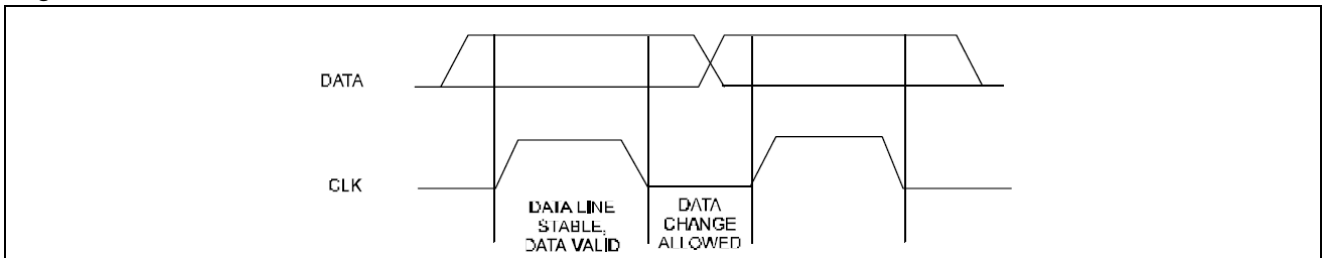 DATA
CLK
DATA LINE
STABLE,
DATA VALID
DATA
CHANGE
ALLOWED